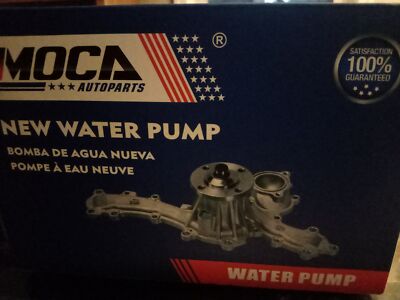 MOCA
AUTOPARTS
®
SATISFACTION
100%
GUARANTEED
NEW WATER PUMP
BOMBA DE AGUA NUEVA
POMPE À EAU NEUVE
WATER PUMP